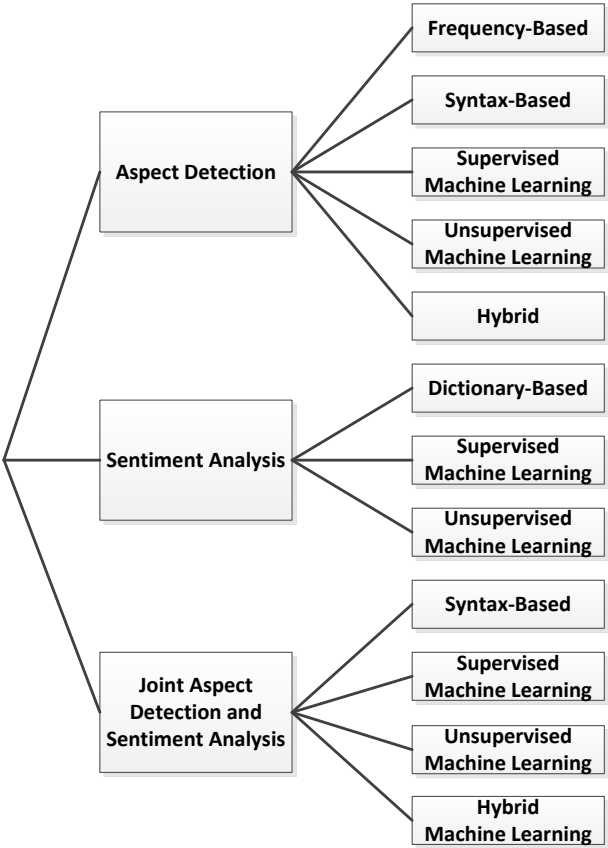 Frequency-Based
Syntax-Based
Aspect Detection
Supervised
Machine Learning
Unsupervised
Machine Learning
Hybrid
Dictionary-Based
Sentiment Analysis
Supervised
Machine Learning
Unsupervised
Machine Learning
Syntax-Based
Joint Aspect
Detection and
Sentiment Analysis
Supervised
Machine Learning
Unsupervised
Machine Learning
Hybrid
Machine Learning